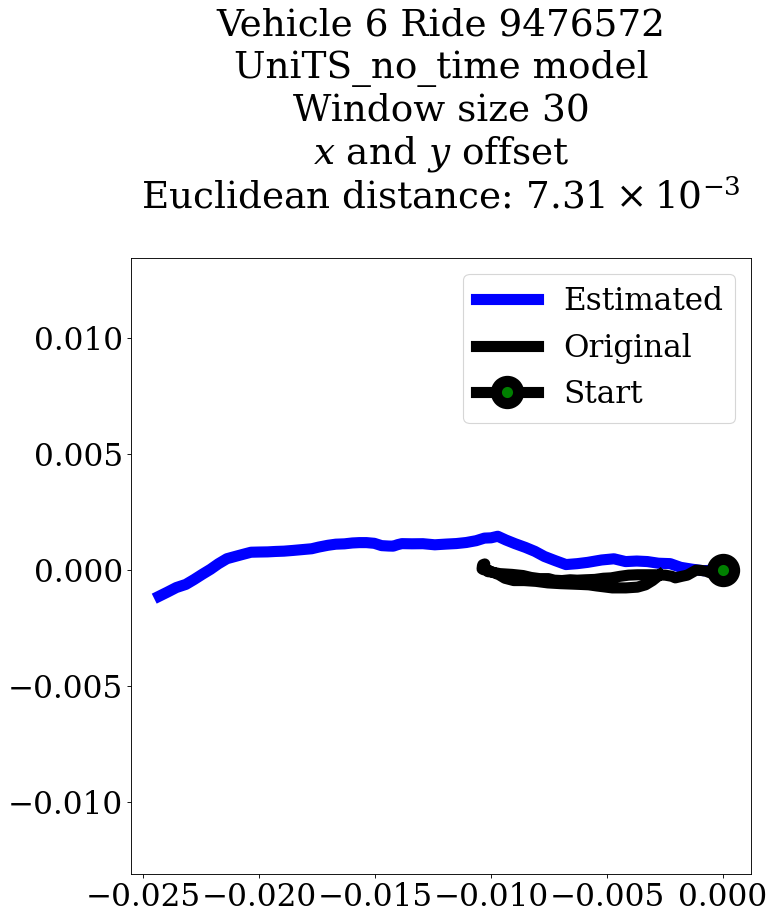 Vehicle 6 Ride 9476572
UniTS_no_time model
Window size 30
x and y offset
Euclidean distance: 7.31 × 10⁻³
Estimated
Original
Start
0.010
0.005
0.000
−0.005
−0.010
−0.025 −0.020 −0.015 −0.010 −0.005 0.000